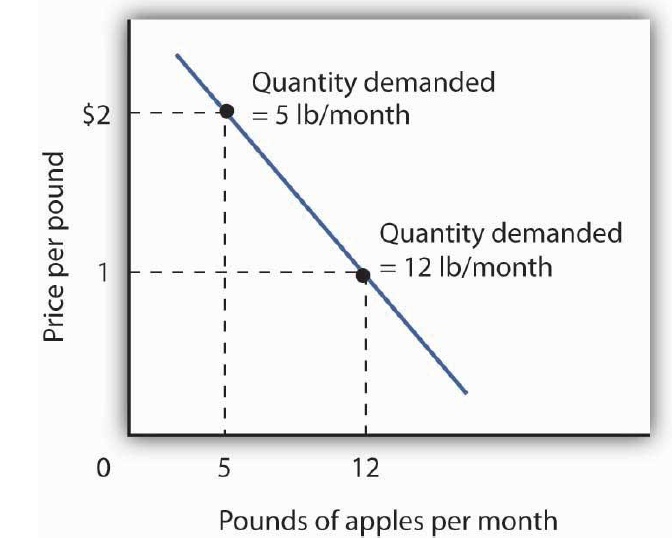 Quantity demanded
= 5 lb/month
$2
Quantity demanded
= 12 lb/month
1
Price per pound
0
5
12
Pounds of apples per month